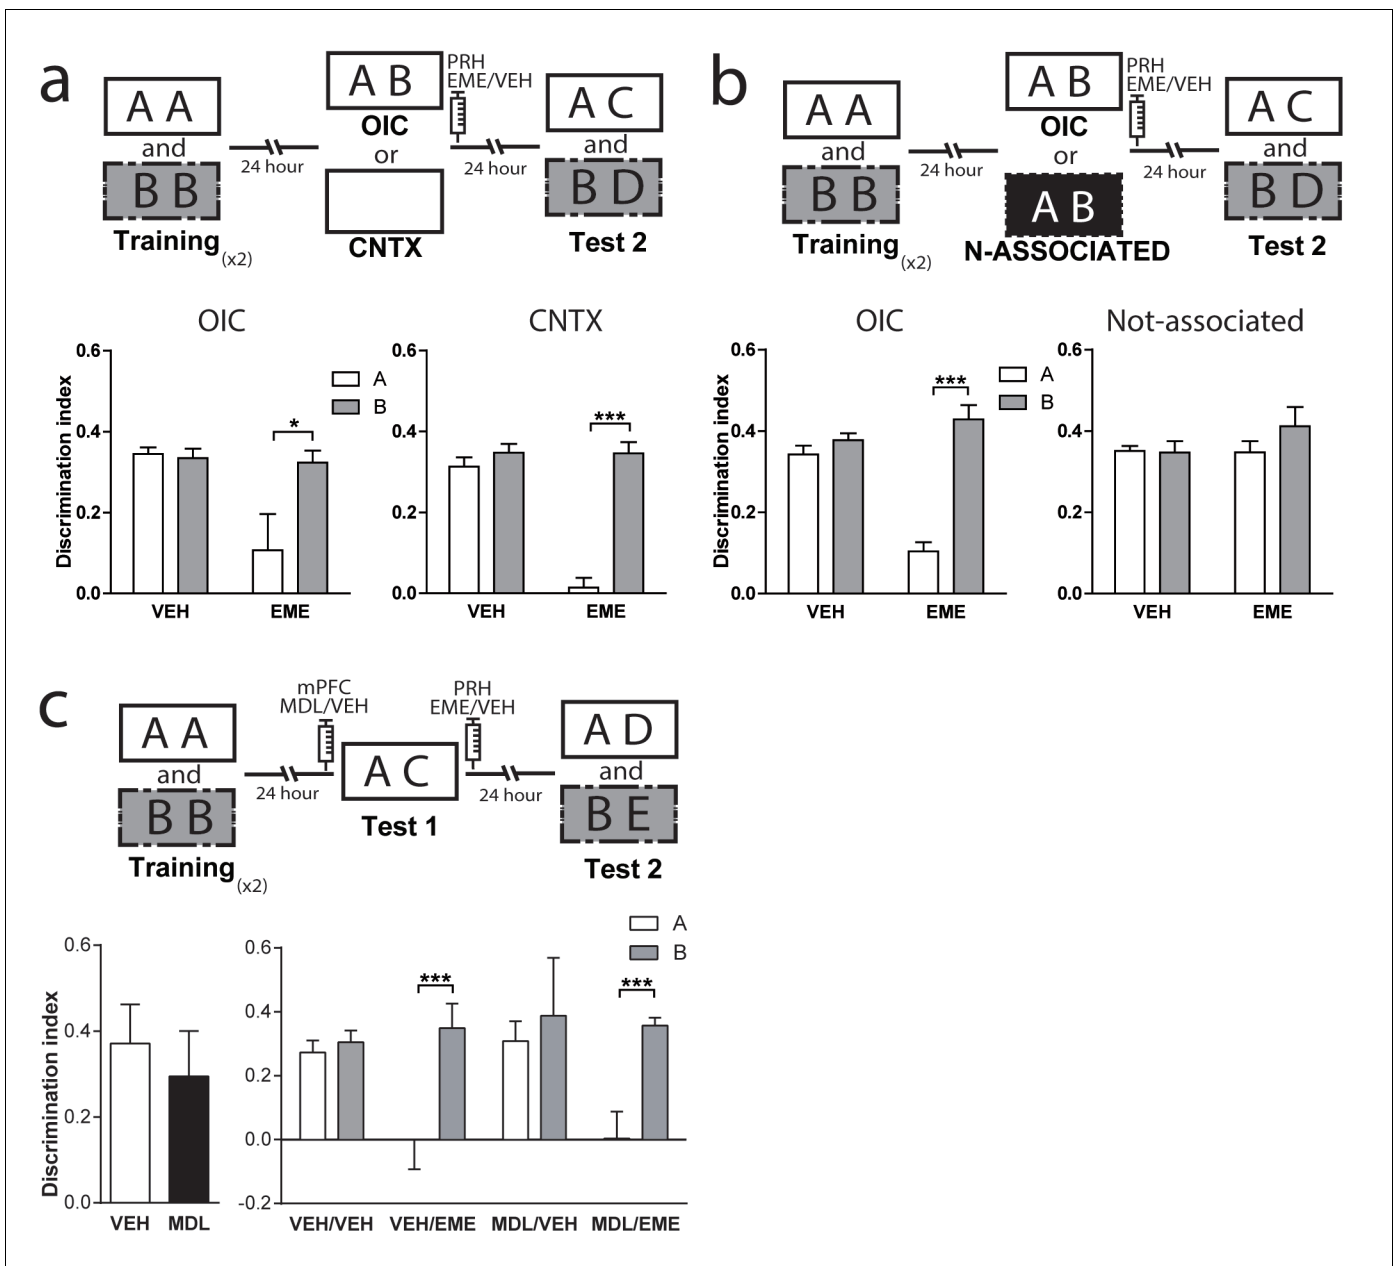 a
A A
and
B B
Training (x2)
24 hour
A B
OIC
or
CNTX
PRH
EME/VEH
24 hour
A C
and
B D
Test 2
OIC
CNTX
Discrimination index
0.6
0.4
0.2
0.0
*
A
B
VEH
EME
0.6
0.4
0.2
0.0
***
VEH
EME
b
A A
and
B B
Training (x2)
24 hour
A B
OIC
or
A B
N-ASSOCIATED
PRH
EME/VEH
24 hour
A C
and
B D
Test 2
OIC
Not-associated
Discrimination index
0.6
0.4
0.2
0.0
***
A
B
VEH
EME
0.6
0.4
0.2
0.0
VEH
EME
c
A A
and
B B
Training (x2)
24 hour
mPFC
MDL/VEH
A C
Test 1
PRH
EME/VEH
24 hour
A D
and
B E
Test 2
Discrimination index
0.6
0.4
0.2
0.0
VEH
MDL
A
B
0.6
0.4
0.2
0.0
-0.2
***
***
VEH/VEH
VEH/EME
MDL/VEH
MDL/EME